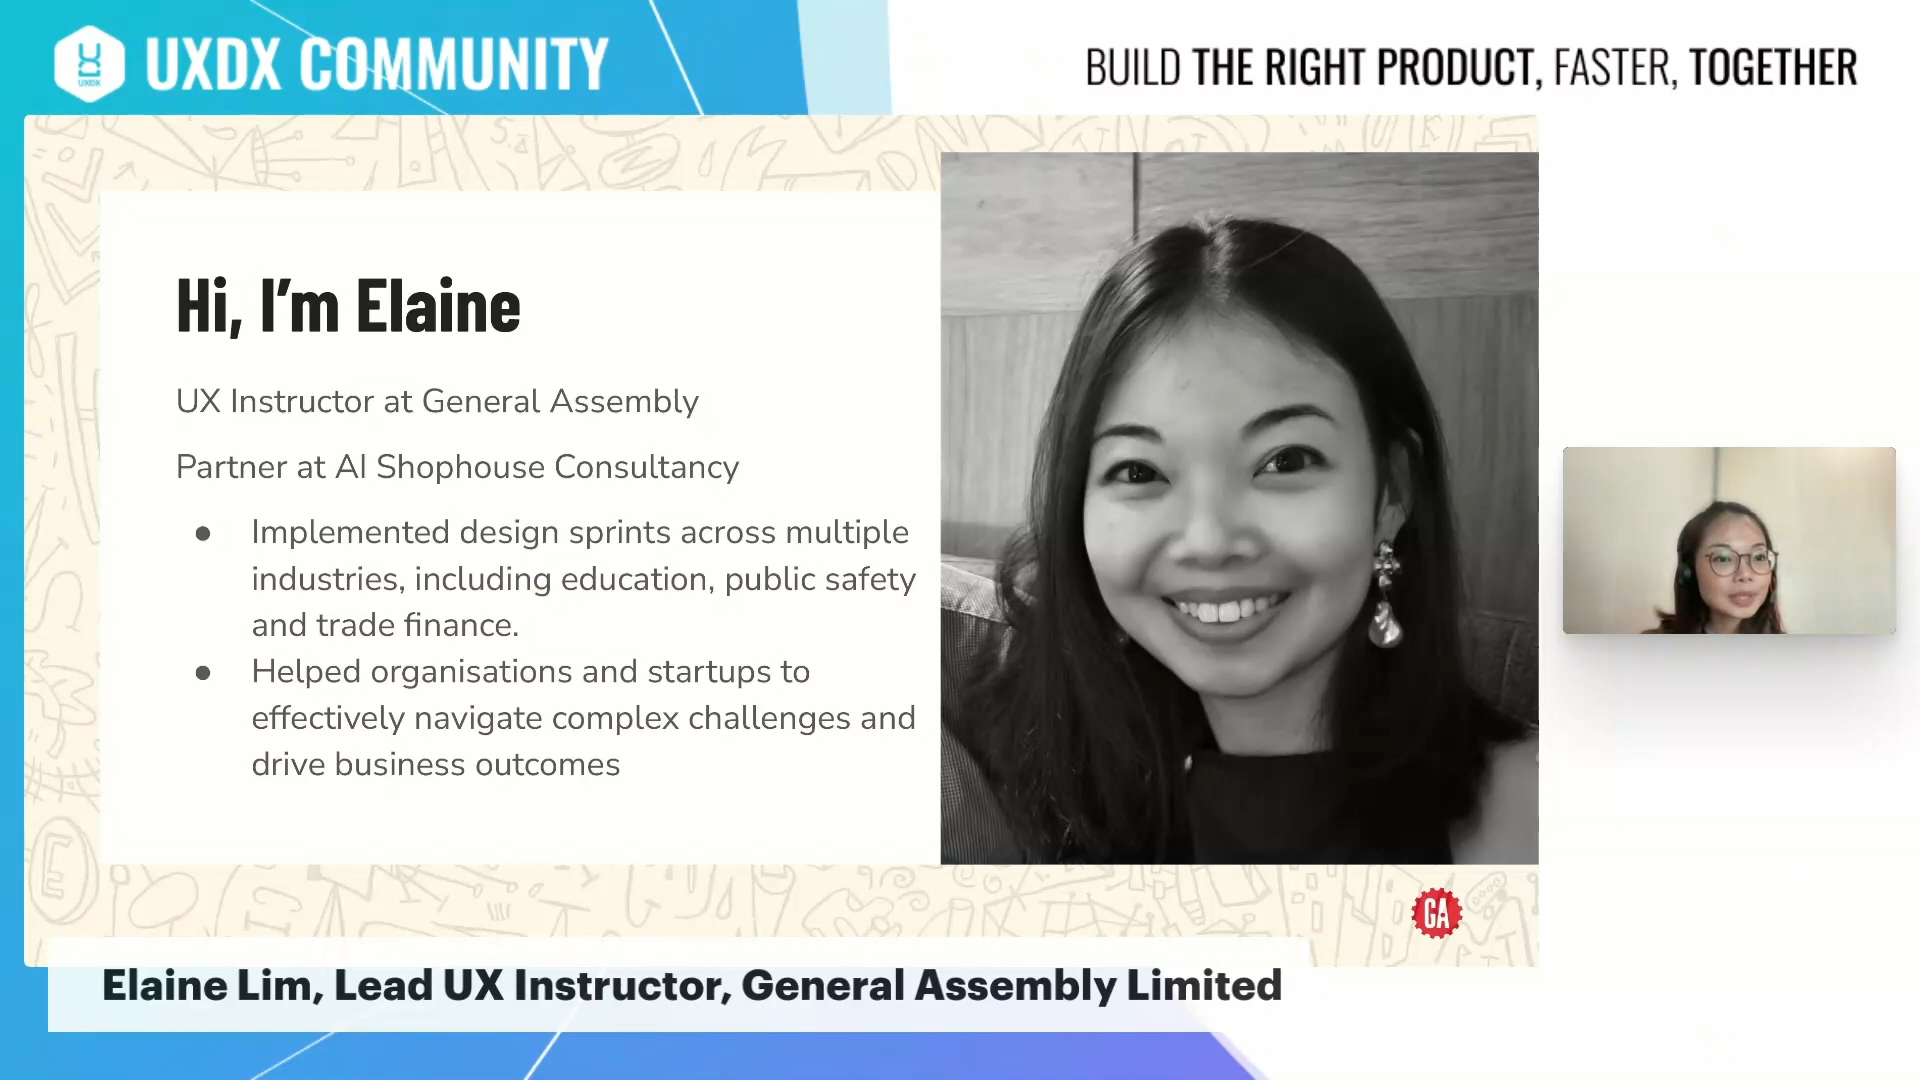 UXDX COMMUNITY
UXDX
BUILD THE RIGHT PRODUCT, FASTER, TOGETHER
Hi, I’m Elaine
UX Instructor at General Assembly
Partner at AI Shophouse Consultancy
● Implemented design sprints across multiple
industries, including education, public safety
and trade finance.
● Helped organisations and startups to
effectively navigate complex challenges and
drive business outcomes
GA
Elaine Lim, Lead UX Instructor, General Assembly Limited